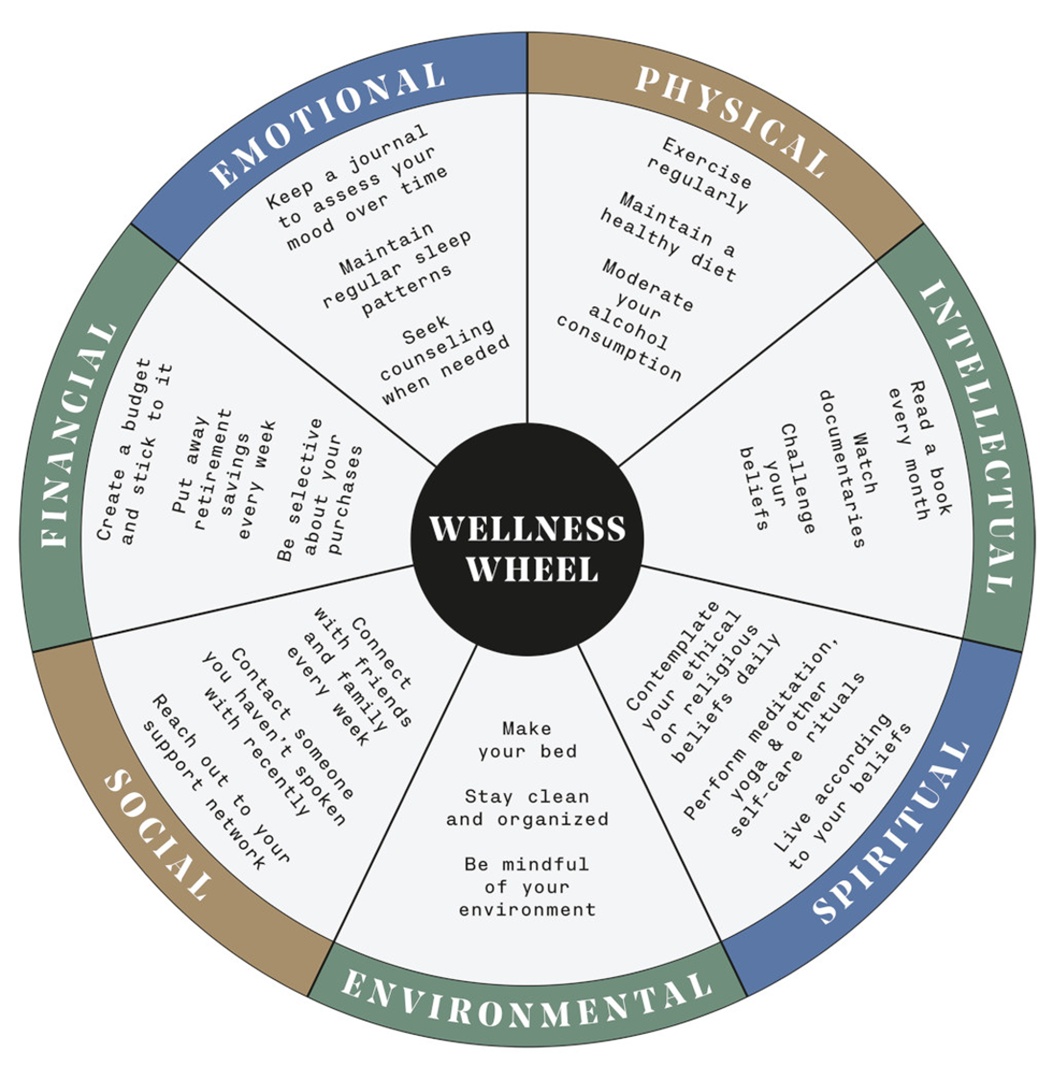 WELLNESS
WHEEL
PHYSICAL
Exercise
regularly
Maintain a
healthy diet
Moderate
your
alcohol
consumption
INTELLECTUAL
Read a book
every month
Watch
documentaries
Challenge
your
beliefs
SPIRITUAL
Contemplate
your ethical
or religious
beliefs daily
Perform meditation,
yoga & other
self-care rituals
Live according
to your beliefs
ENVIRONMENTAL
Make
your bed
Stay clean
and organized
Be mindful
of your
environment
SOCIAL
Connect
with friends
and family
every week
Contact someone
you haven't spoken
with recently
Reach out to your
support network
FINANCIAL
Create a budget
and stick to it
Put away
retirement
savings
every week
Be selective
about your
purchases
EMOTIONAL
Keep a journal
to assess your
mood over time
Maintain
regular sleep
patterns
Seek
counseling
when needed